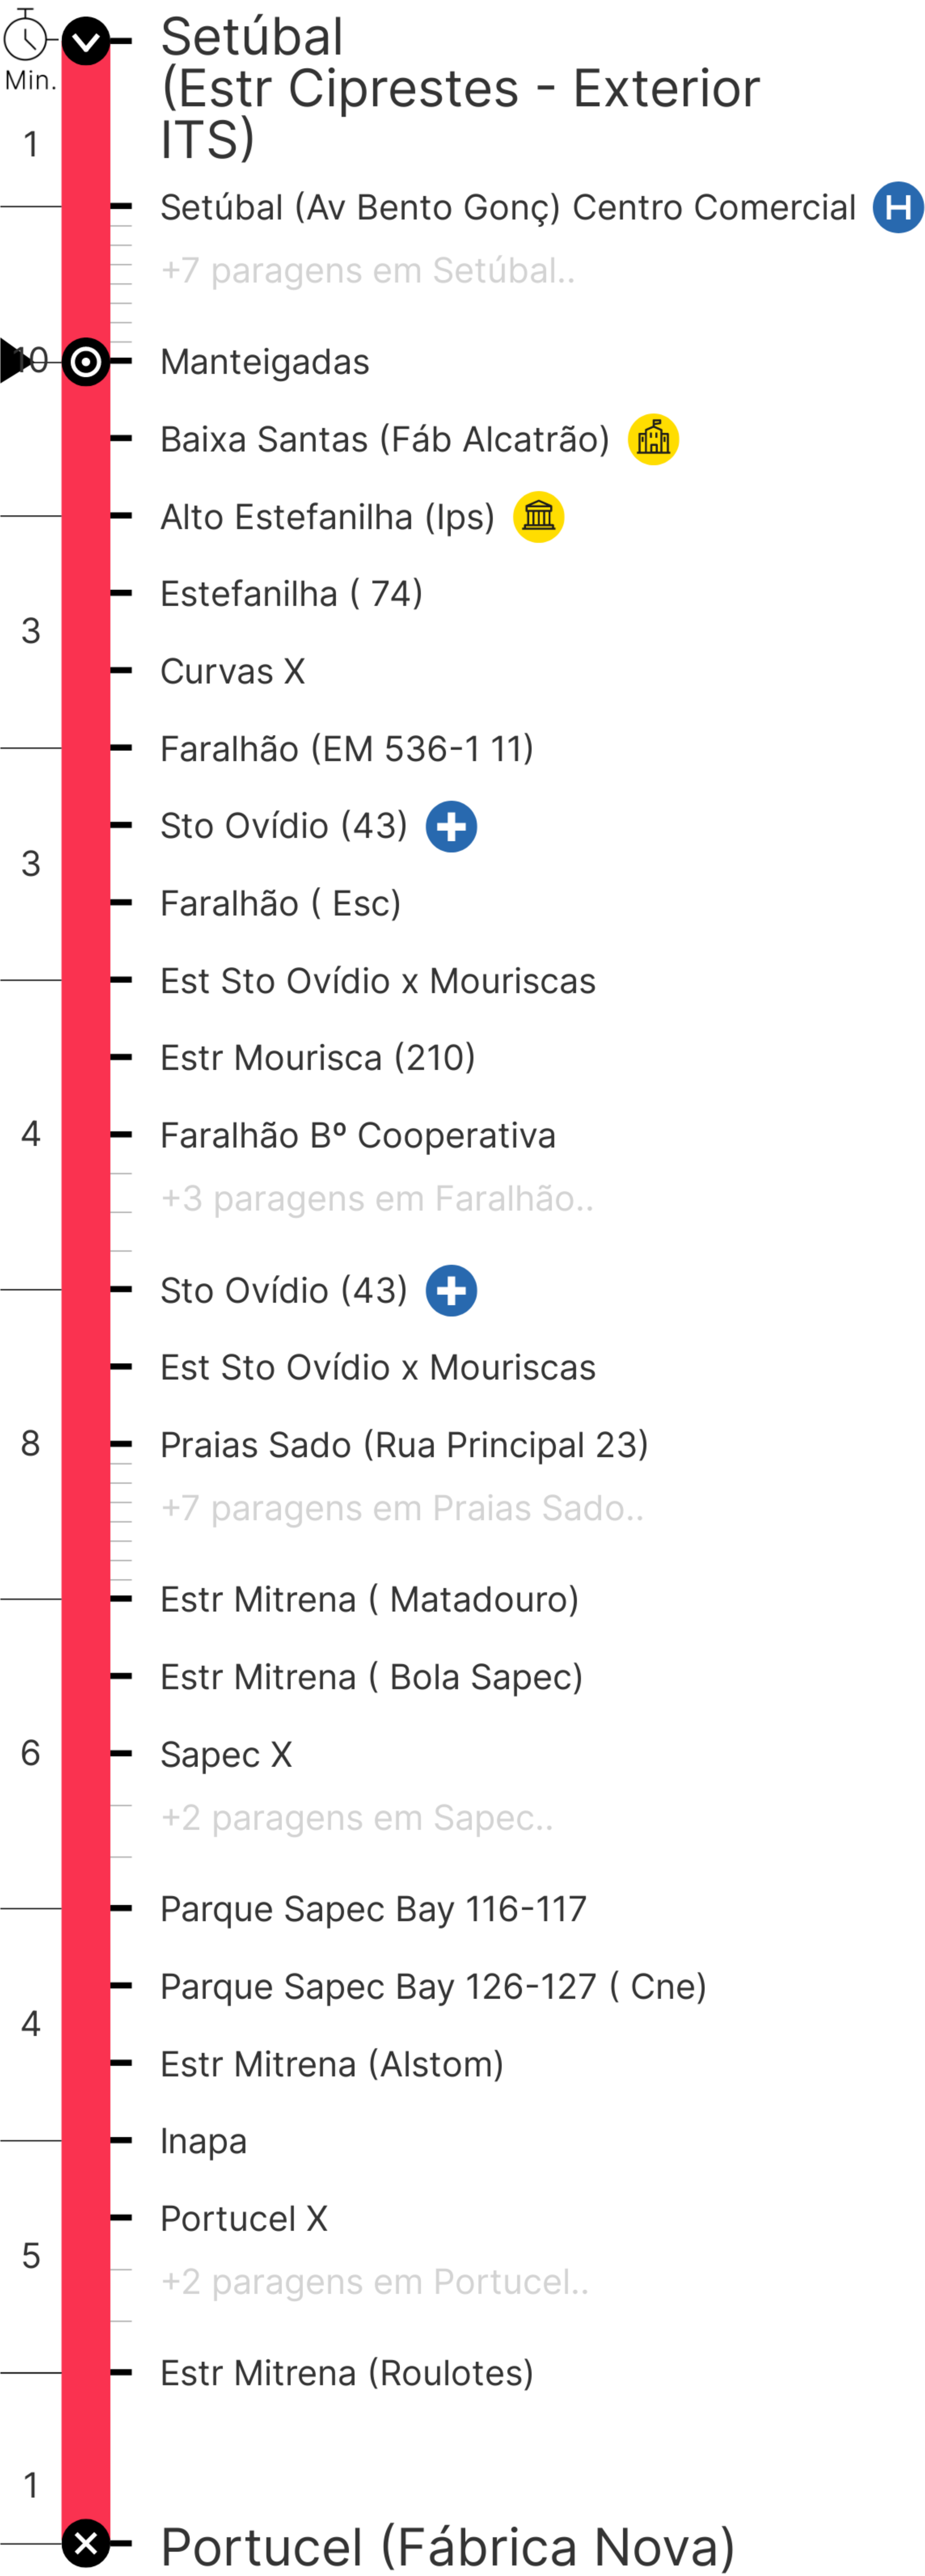 Setúbal
(Estr Ciprestes - Exterior
ITS)
Min.
1
Setúbal (Av Bento Gonç) Centro Comercial H
+7 paragens em Setúbal..
10 Manteigadas
Baixa Santas (Fáb Alcatrão)
Alto Estefanilha (Ips)
Estefanilha ( 74)
3
Curvas X
Faralhão (EM 536-1 11)
Sto Ovídio (43)
3
Faralhão ( Esc)
Est Sto Ovídio x Mouriscas
Estr Mourisca (210)
4 Faralhão Bº Cooperativa
+3 paragens em Faralhão..
Sto Ovídio (43)
Est Sto Ovídio x Mouriscas
8 Praias Sado (Rua Principal 23)
+7 paragens em Praias Sado..
Estr Mitrena ( Matadouro)
Estr Mitrena ( Bola Sapec)
6 Sapec X
+2 paragens em Sapec..
Parque Sapec Bay 116-117
Parque Sapec Bay 126-127 ( Cne)
4
Estr Mitrena (Alstom)
Inapa
Portucel X
5
+2 paragens em Portucel..
Estr Mitrena (Roulotes)
1
Portucel (Fábrica Nova)